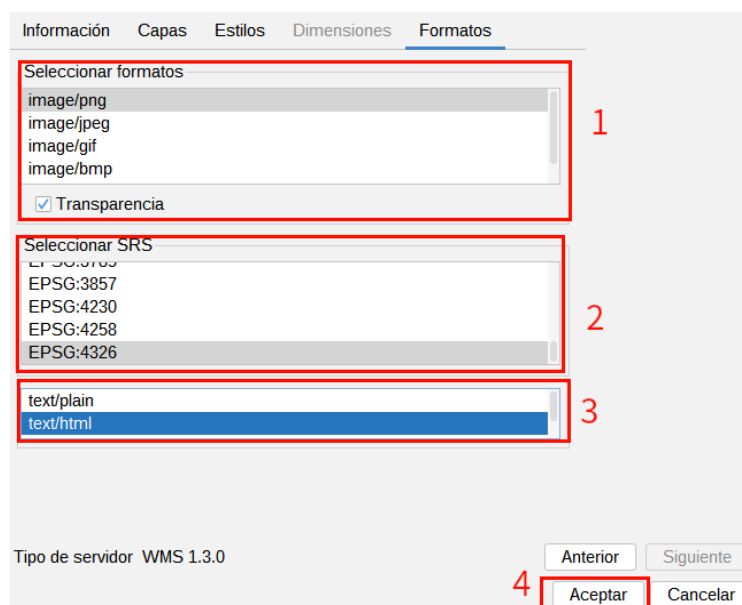 Información Capas Estilos Dimensiones Formatos
Seleccionar formatos
image/png
image/jpeg
image/gif
image/bmp
1
Transparencia
Seleccionar SRS
EPSG:3857
EPSG:4230
EPSG:4258
EPSG:4326
2
text/plain
text/html
3
Tipo de servidor WMS 1.3.0
Anterior Siguiente
4
Aceptar Cancelar